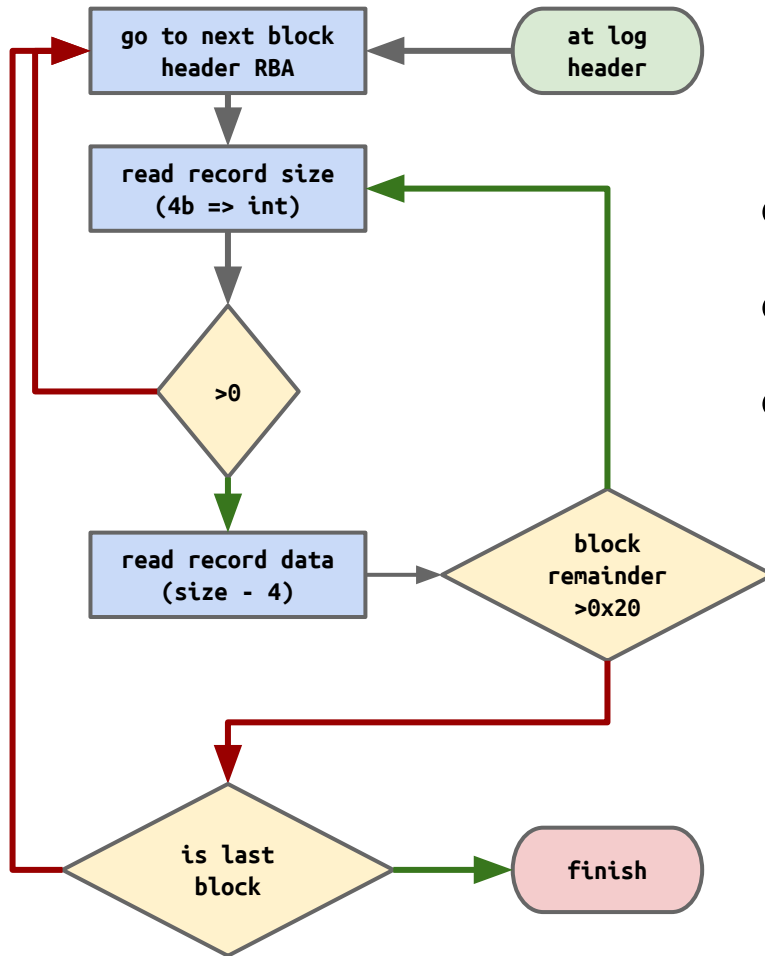 go to next block
header RBA
at log
header
read record size
(4b => int)
>0
read record data
(size - 4)
block
remainder
>0x20
is last
block
finish